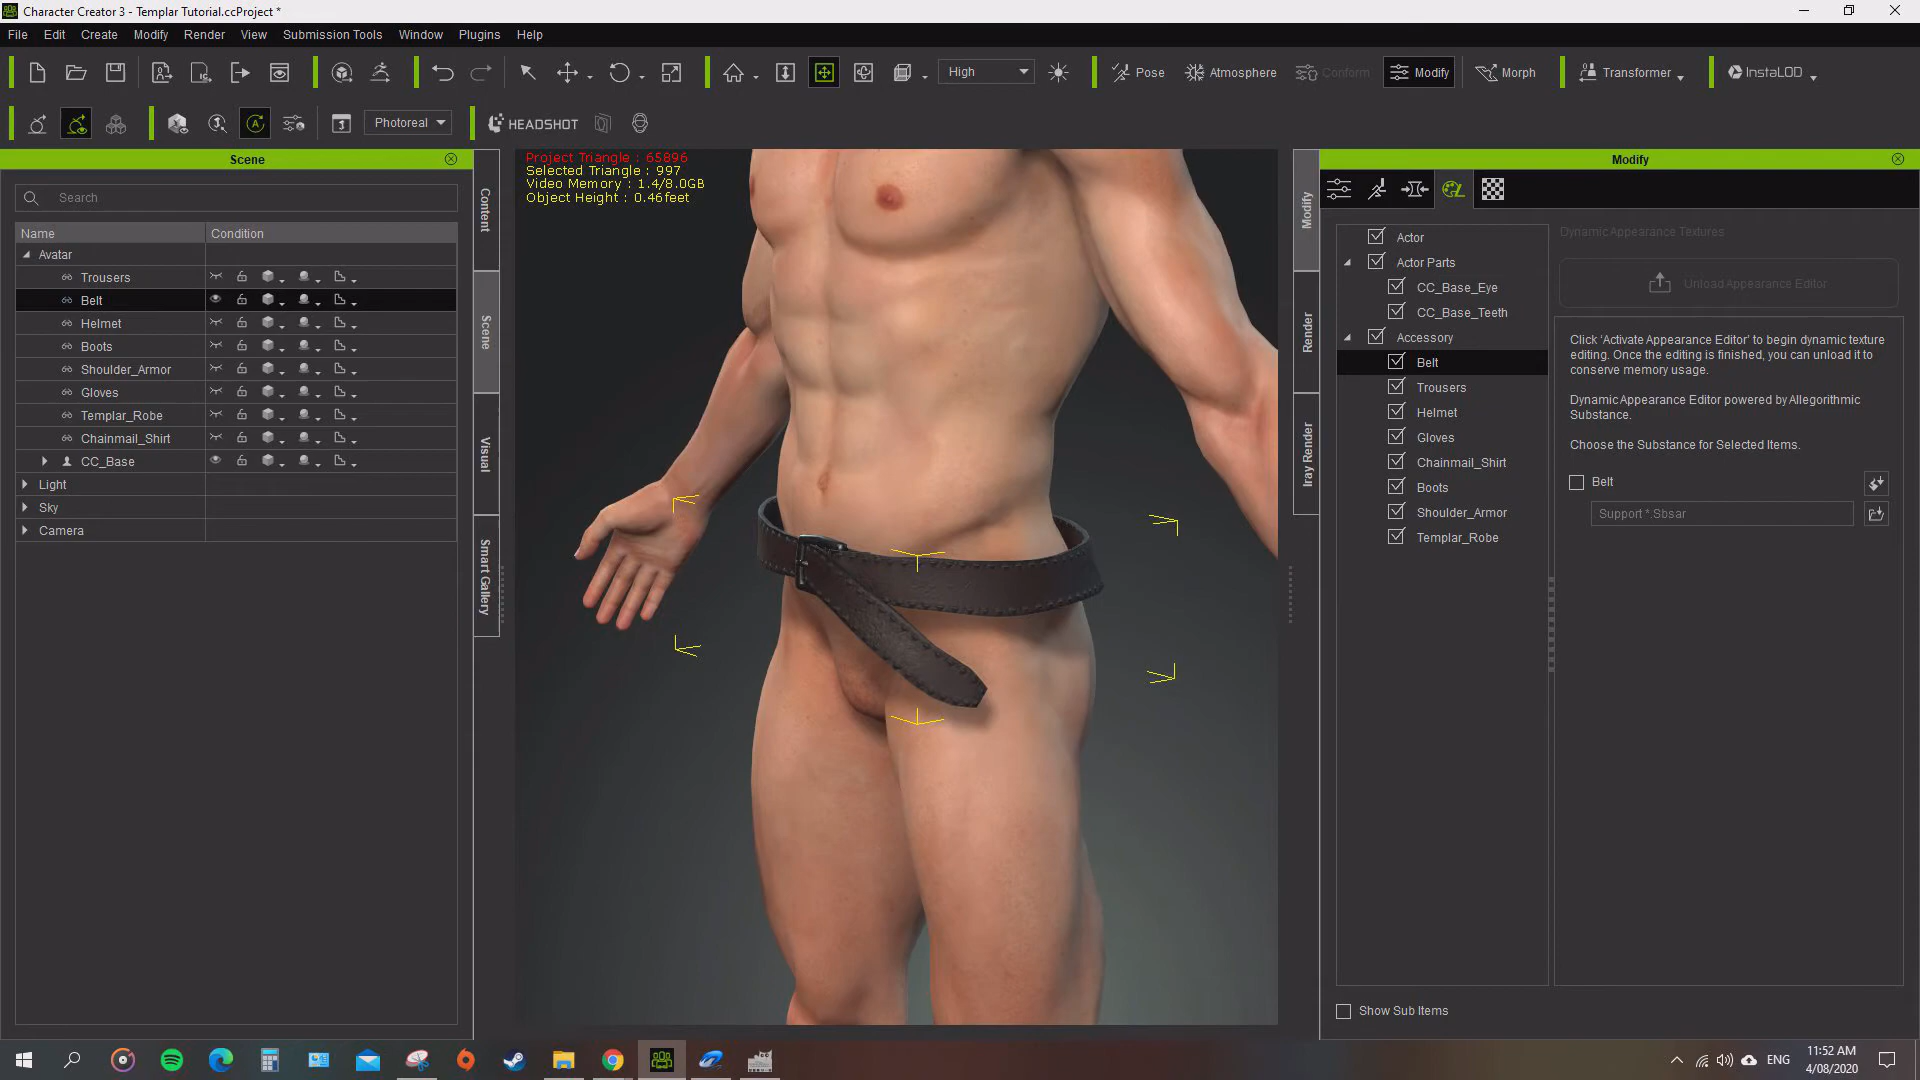 Character Creator 3 - Templar Tutorial.ccProject *
File Edit Create Modify Render View Submission Tools Window Plugins Help
High Pose Atmosphere Conform Modify Morph Transformer InstaLOD
Photoreal HEADSHOT
Scene
Search
Name Condition
Avatar
Trousers
Belt
Helmet
Boots
Shoulder_Armor
Gloves
Templar_Robe
Chainmail_Shirt
CC_Base
Light
Sky
Camera
Content
Scene
Visual
Smart Gallery
Project Triangle : 65896
Selected Triangle : 997
Video Memory : 1.4/8.0GB
Object Height : 0.46feet
Modify
Render
Iray Render
Modify
Actor
Actor Parts
CC_Base_Eye
CC_Base_Teeth
Accessory
Belt
Trousers
Helmet
Gloves
Chainmail_Shirt
Boots
Shoulder_Armor
Templar_Robe
Show Sub Items
Dynamic Appearance Textures
Unload Appearance Editor
Click 'Activate Appearance Editor' to begin dynamic texture
editing. Once the editing is finished, you can unload it to
conserve memory usage.
Dynamic Appearance Editor powered by Allegorithmic
Substance.
Choose the Substance for Selected Items.
Belt
Support *.Sbsar
ENG
11:52 AM
4/08/2020